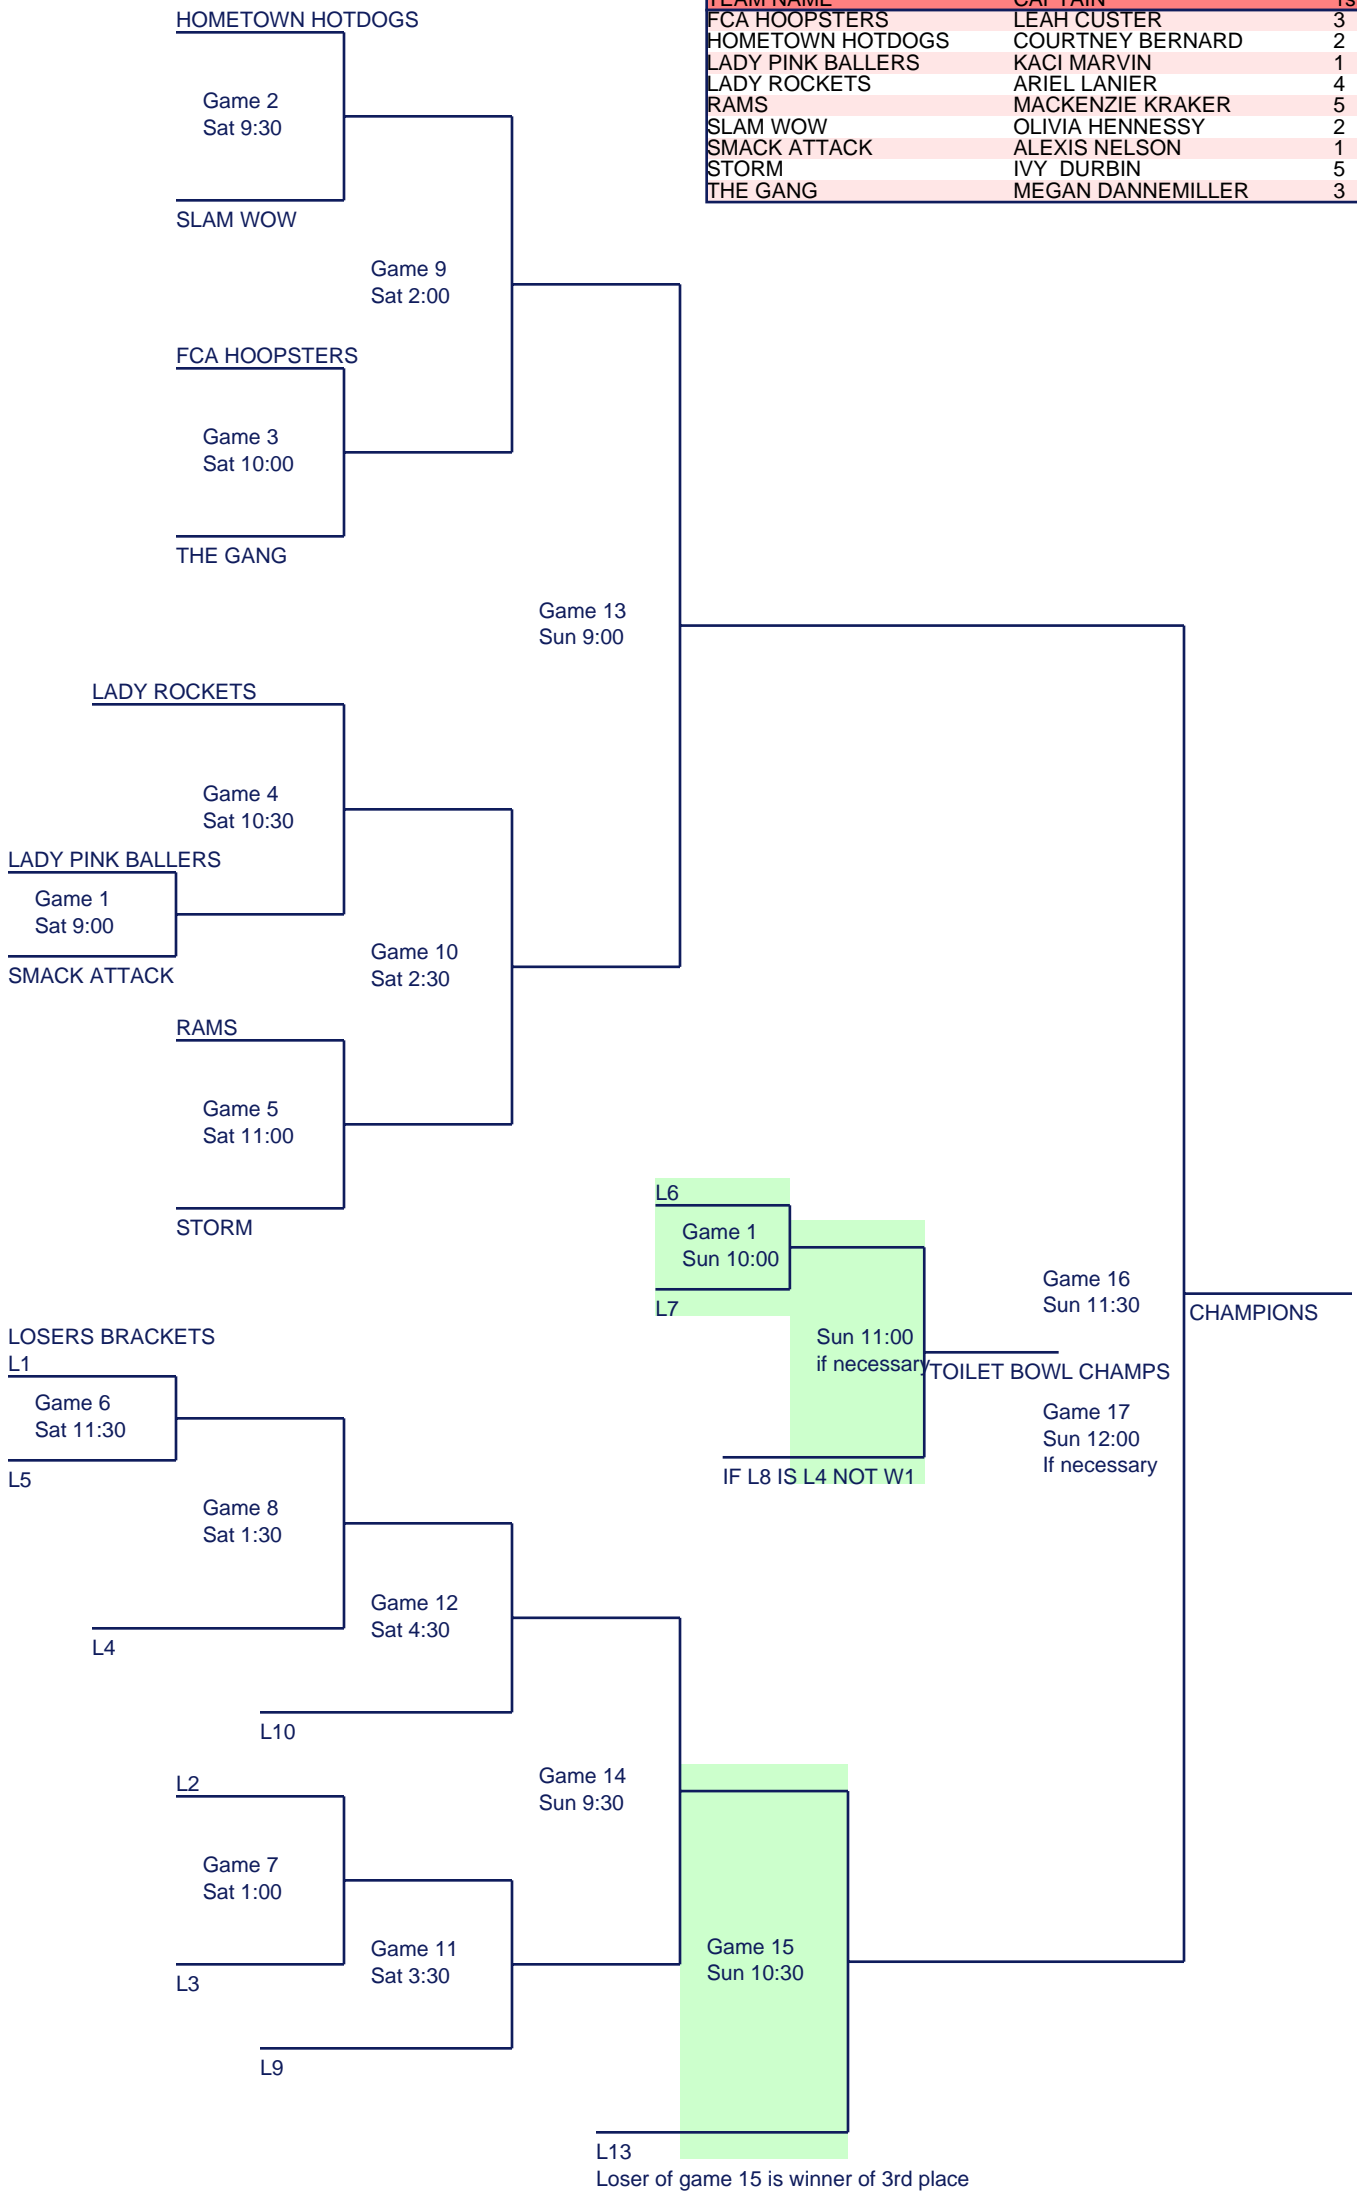 TEAM NAME CAPTAIN
FCA HOOPSTERS LEAH CUSTER 3
HOMETOWN HOTDOGS COURTNEY BERNARD 2
LADY PINK BALLERS KACI MARVIN 1
LADY ROCKETS ARIEL LANIER 4
RAMS MACKENZIE KRAKER 5
SLAM WOW OLIVIA HENNESSY 2
SMACK ATTACK ALEXIS NELSON 1
STORM IVY DURBIN 5
THE GANG MEGAN DANNEMILLER 3
HOMETOWN HOTDOGS
Game 2
Sat 9:30
SLAM WOW
Game 9
Sat 2:00
FCA HOOPSTERS
Game 3
Sat 10:00
THE GANG
Game 13
Sun 9:00
LADY ROCKETS
Game 4
Sat 10:30
LADY PINK BALLERS
Game 1
Sat 9:00
SMACK ATTACK
Game 10
Sat 2:30
RAMS
Game 5
Sat 11:00
STORM
L6
Game 1
Sun 10:00
L7
Sun 11:00
if necessary
TOILET BOWL CHAMPS
IF L8 IS L4 NOT W1
Game 16
Sun 11:30
CHAMPIONS
Game 17
Sun 12:00
If necessary
LOSERS BRACKETS
L1
Game 6
Sat 11:30
L5
Game 8
Sat 1:30
L4
Game 12
Sat 4:30
L10
Game 14
Sun 9:30
L2
Game 7
Sat 1:00
L3
Game 11
Sat 3:30
L9
Game 15
Sun 10:30
L13
Loser of game 15 is winner of 3rd place